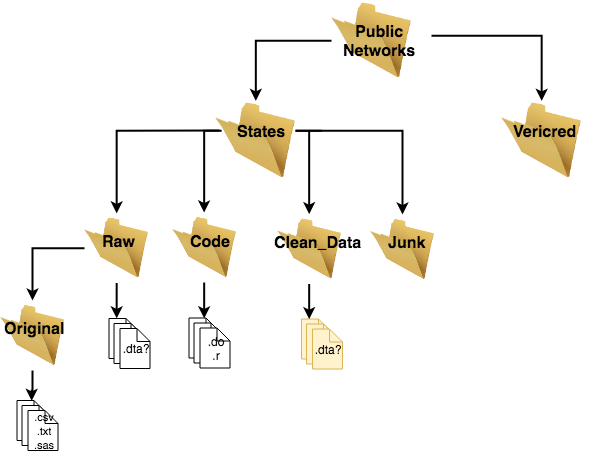 Public
Networks
States
Vericred
Raw
Code
Clean_Data
Junk
Original
.dta?
.do
.r
.dta?
.csv
.txt
.sas